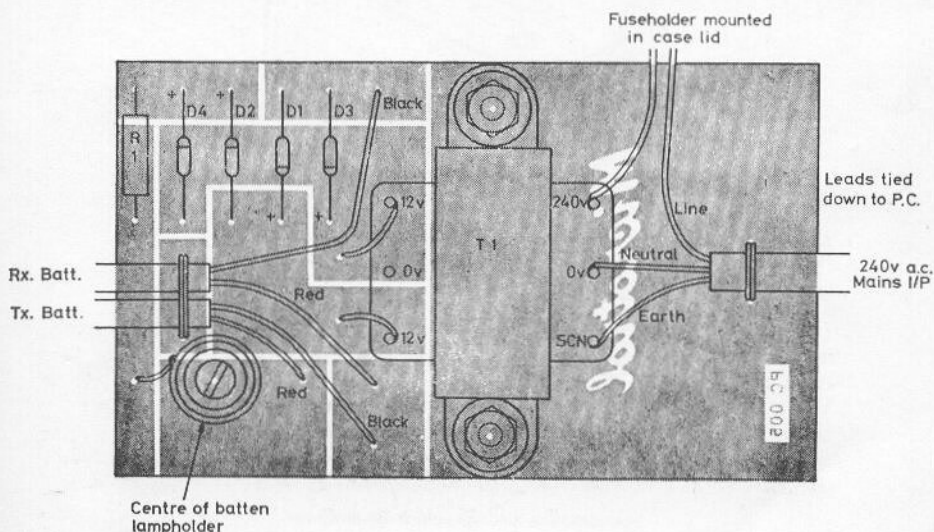 Fuseholder mounted
in case lid
+
D4
+
D2
D1
D3
Black
R
1
+
+
12v
240v
Line
Leads tied
down to P.C.
T1
Rx. Batt.
0v
0v
Neutral
240v a.c.
Mains I/P
Tx. Batt.
Red
12v
SCN
Earth
Red
Black
Centre of batten
lampholder